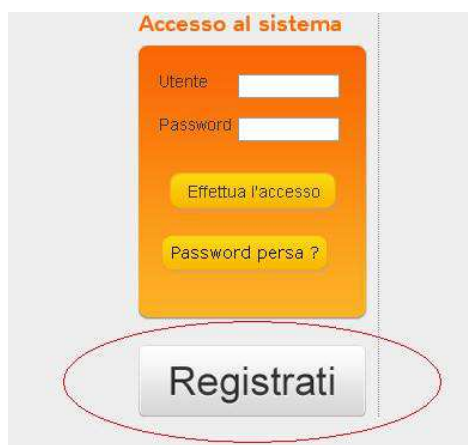 Accesso al sistema
Utente
Password
Effettua l'accesso
Password persa ?
Registrati